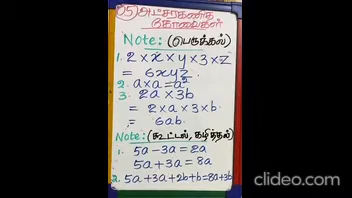 05) அட்சரகணித
கோவைகள்
Note: (பெருக்கல்)
1. 2 × x × y × 3 × z
= 6xyz
2. a × a = a²
3. 2a × 3b
= 2 × a × 3 × b
= 6ab.
Note: (கூட்டல், கழித்தல்)
1. 5a - 3a = 2a
5a + 3a = 8a
2. 5a + 3a + 2b + b = 8a + 3b
clideo.com